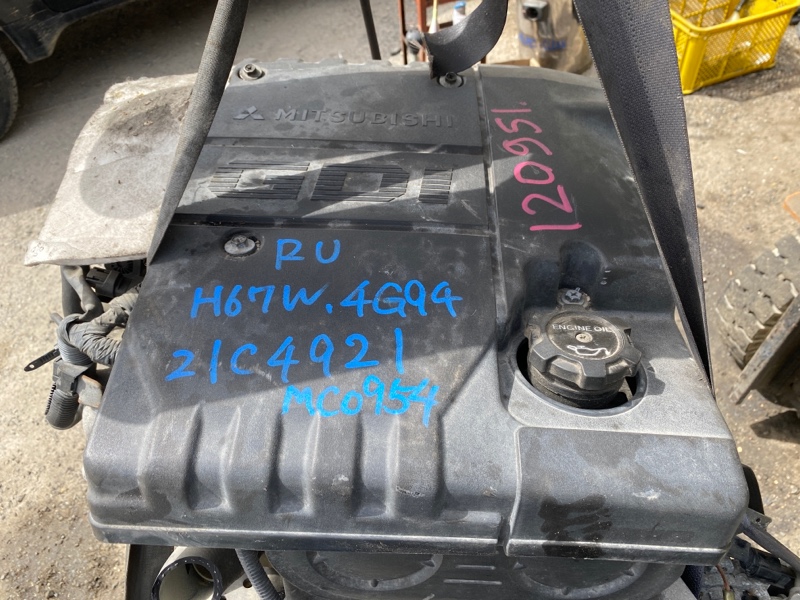 MITSUBISHI
GDI
120951.
RU
H67W.4G94
21C4921
MC0954
ENGINE OIL